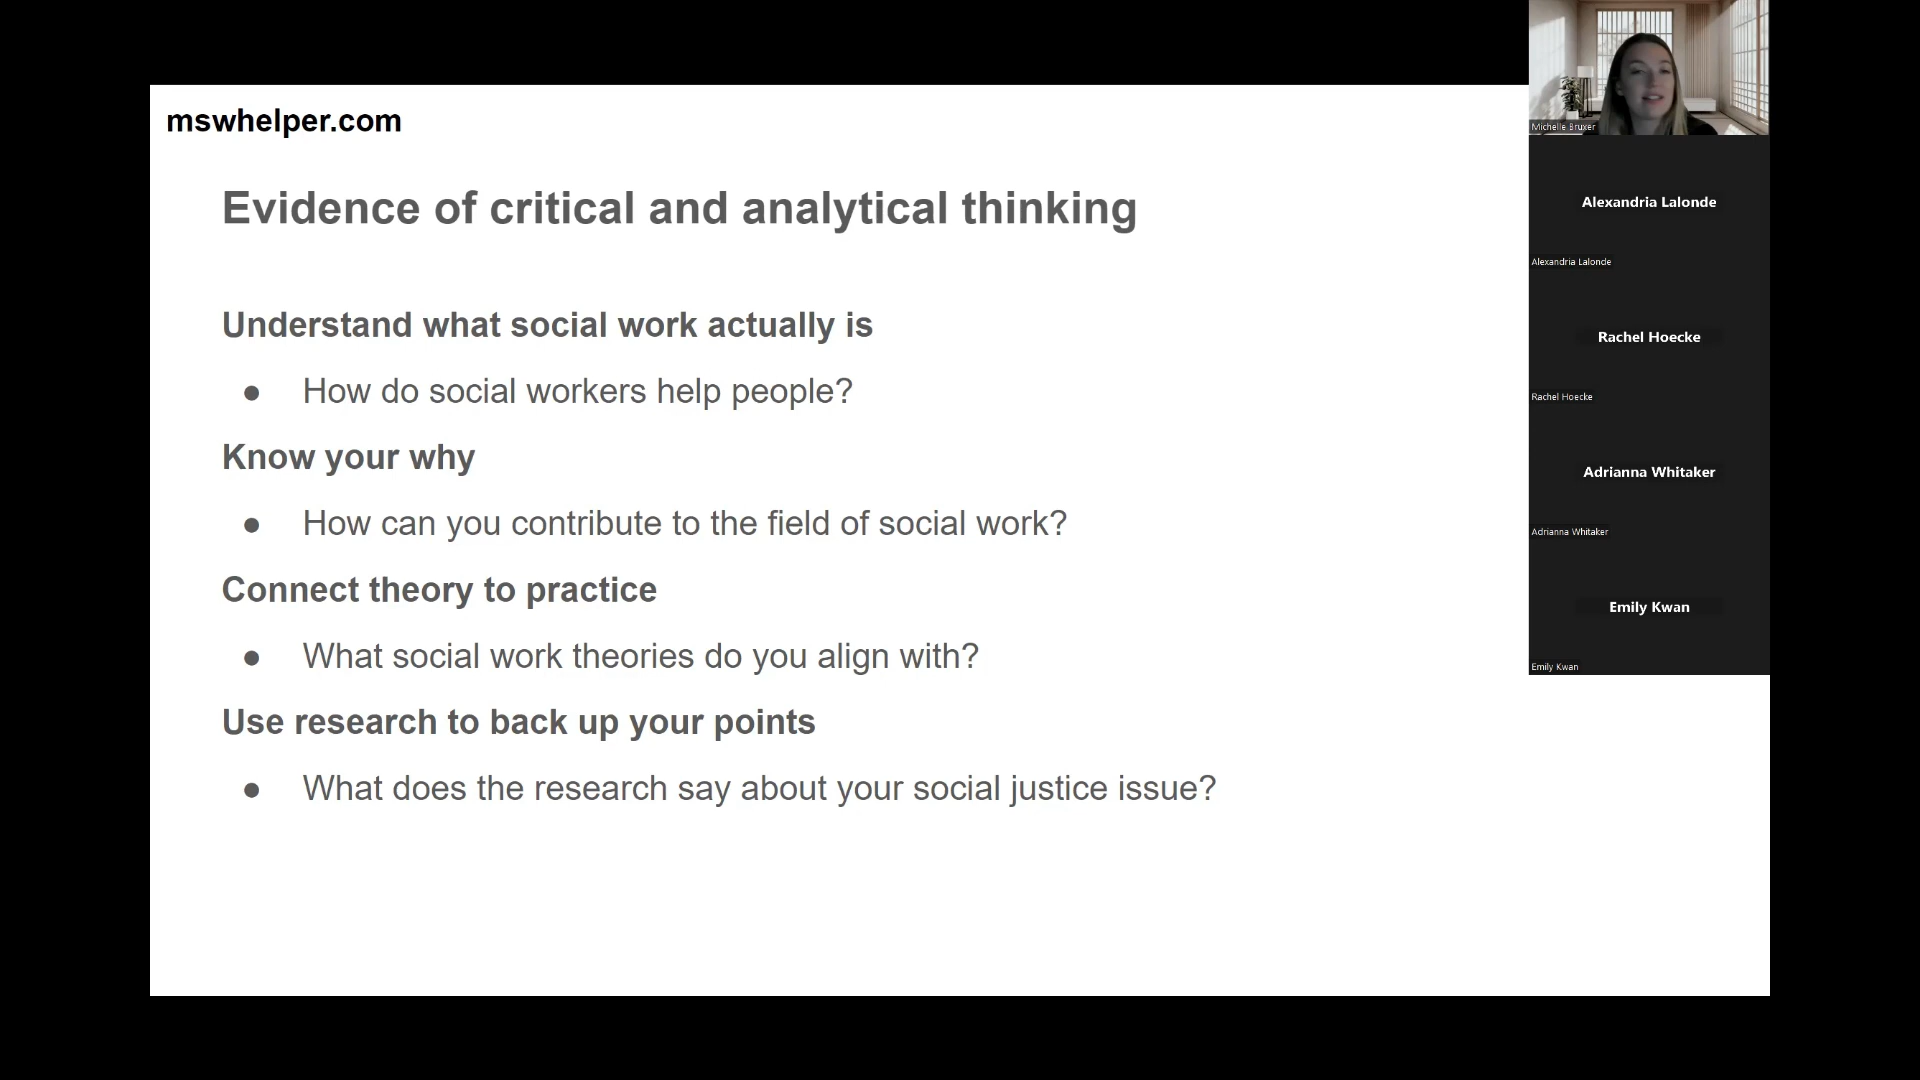 mswhelper.com
Evidence of critical and analytical thinking
Understand what social work actually is
● How do social workers help people?
Know your why
● How can you contribute to the field of social work?
Connect theory to practice
● What social work theories do you align with?
Use research to back up your points
● What does the research say about your social justice issue?
Michelle Bruxer
Alexandria Lalonde
Alexandria Lalonde
Rachel Hoecke
Rachel Hoecke
Adrianna Whitaker
Adrianna Whitaker
Emily Kwan
Emily Kwan